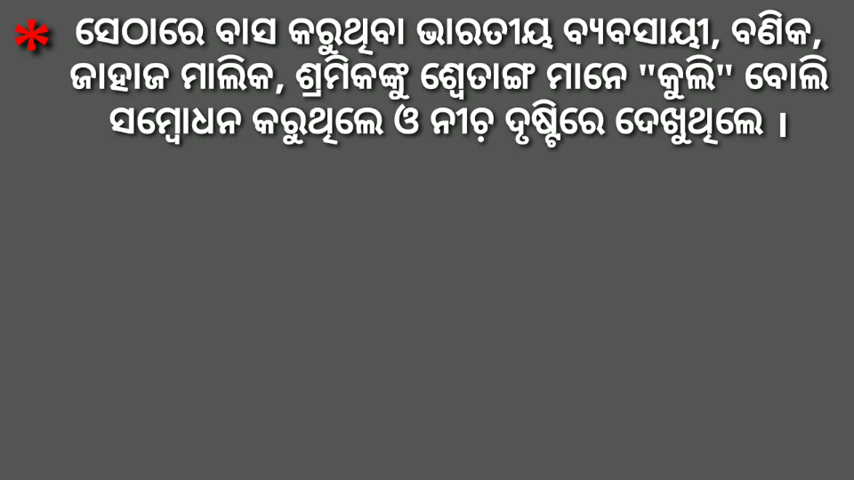 * ସେଠାରେ ବାସ କରୁଥିବା ଭାରତୀୟ ବ୍ୟବସାୟୀ, ବଣିକ,
ଜାହାଜ ମାଲିକ, ଶ୍ରମିକଙ୍କୁ ଶ୍ୱେତାଙ୍ଗ ମାନେ "କୁଲି" ବୋଲି
ସମ୍ବୋଧନ କରୁଥିଲେ ଓ ନୀଚ଼ ଦୃଷ୍ଟିରେ ଦେଖୁଥିଲେ ।